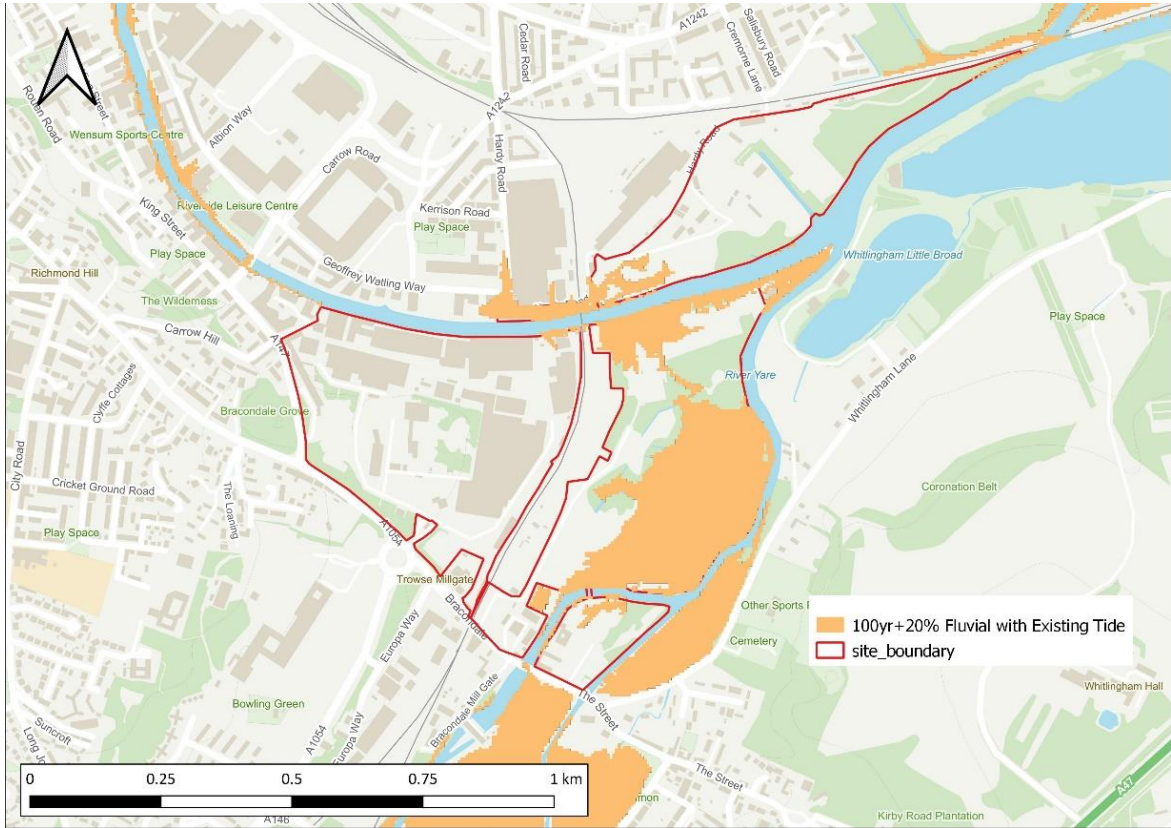 Cedar Road
A1242
Salisbury Road
Cremorne Lane
Rouen Road
Street
Wensum Sports Centre
Albion Way
A1242
Hardy Road
Carrow Road
Hardy Road
Riverside Leisure Centre
King Street
Kerrison Road
Play Space
Play Space
Richmond Hill
Geoffrey Watling Way
Whitlingham Little Broad
The Wilderness
Carrow Hill
A147
Play Space
Clyffe Cottages
River Yare
Whitlingham Lane
Bracondale Grove
City Road
Cricket Ground Road
The Loaning
Coronation Belt
Play Space
A1054
Trowse Millgate
Bracondale
Europa Way
Other Sports
Cemetery
100yr+20% Fluvial with Existing Tide
site_boundary
Whitlingham Hall
Bracondale Mill Gate
The Street
Bowling Green
Suncroft
A1054
Europa Way
The Street
A47
0 0.25 0.5 0.75 1 km
A146
Kirby Road Plantation